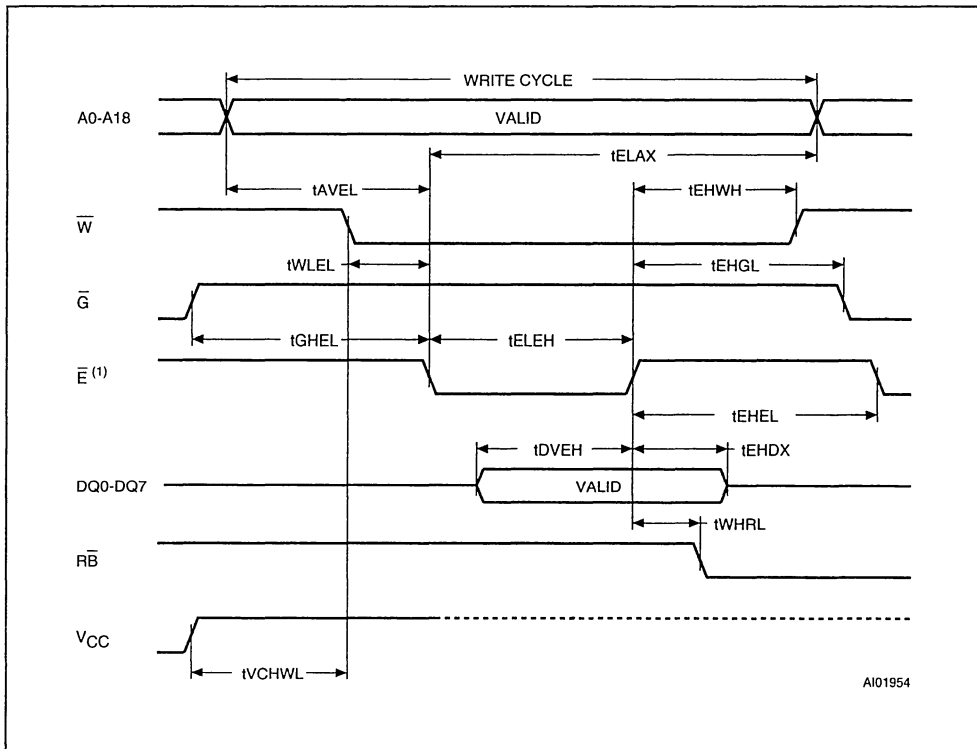 WRITE CYCLE
A0-A18
VALID
tELAX
tAVEL
tEHWH
W̅
tWLEL
tEHGL
G̅
tGHEL
tELEH
E̅ (1)
tEHEL
tDVEH
tEHDX
DQ0-DQ7
VALID
tWHRL
RB̅
VCC
tVCHWL
AI01954